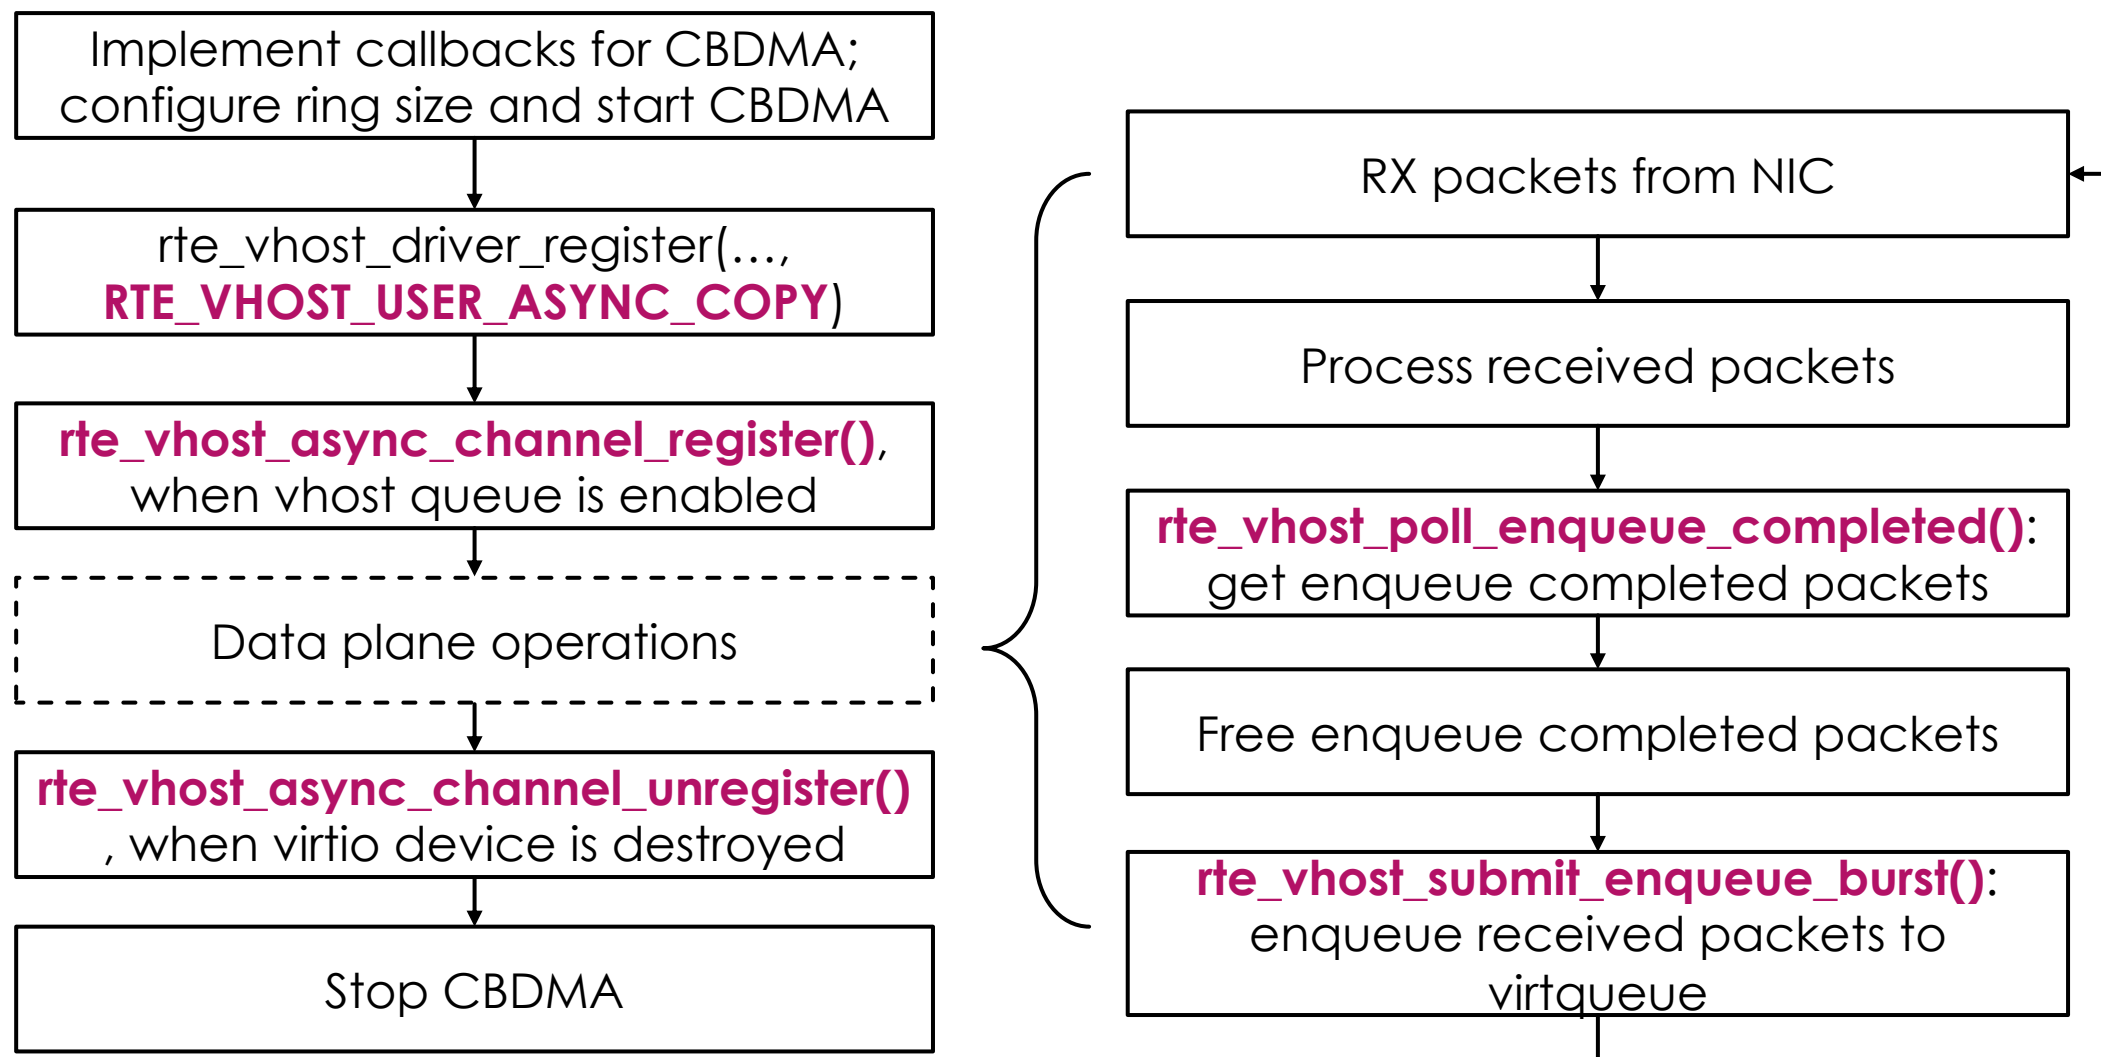 Implement callbacks for CBDMA;
configure ring size and start CBDMA
rte_vhost_driver_register(...,
RTE_VHOST_USER_ASYNC_COPY)
rte_vhost_async_channel_register(),
when vhost queue is enabled
Data plane operations
rte_vhost_async_channel_unregister()
, when virtio device is destroyed
Stop CBDMA
RX packets from NIC
Process received packets
rte_vhost_poll_enqueue_completed():
get enqueue completed packets
Free enqueue completed packets
rte_vhost_submit_enqueue_burst():
enqueue received packets to
virtqueue